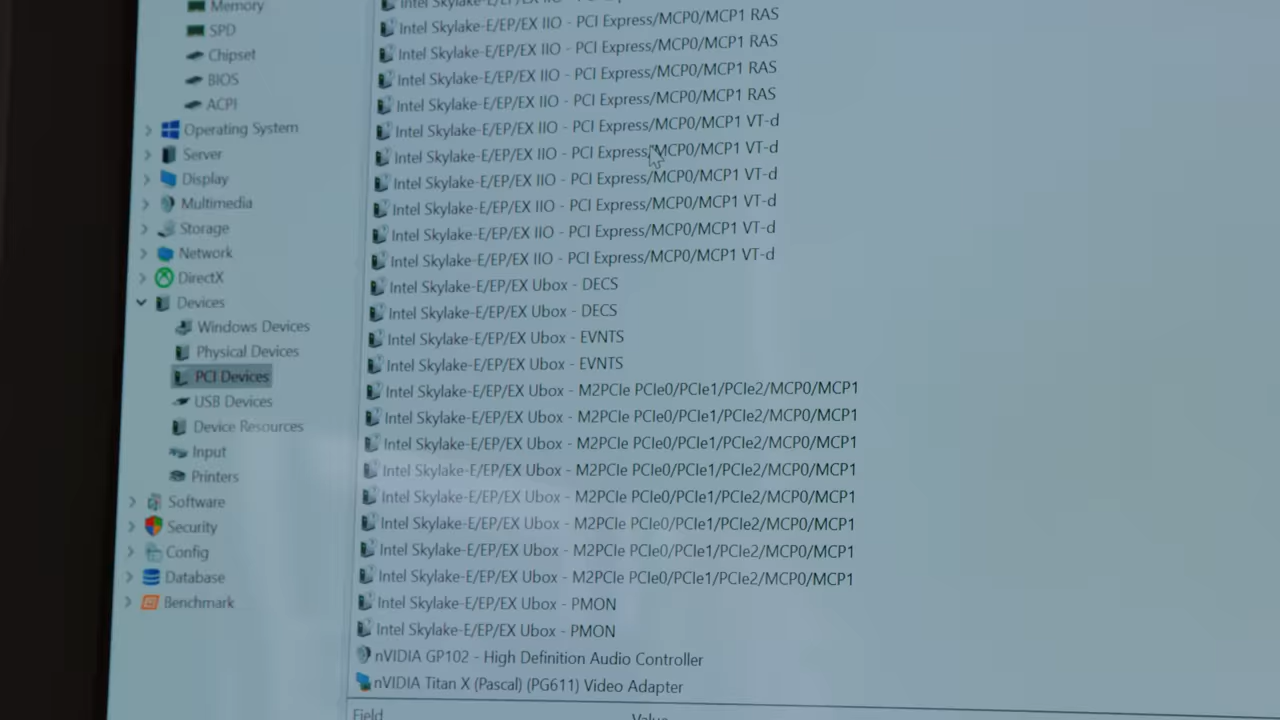 Memory
SPD
Chipset
BIOS
ACPI
Operating System
Server
Display
Multimedia
Storage
Network
DirectX
Devices
Windows Devices
Physical Devices
PCI Devices
USB Devices
Device Resources
Input
Printers
Software
Security
Config
Database
Benchmark
Intel Skylake-E/EP/EX IIO - PCI Express/MCP0/MCP1
Intel Skylake-E/EP/EX IIO - PCI Express/MCP0/MCP1 RAS
Intel Skylake-E/EP/EX IIO - PCI Express/MCP0/MCP1 RAS
Intel Skylake-E/EP/EX IIO - PCI Express/MCP0/MCP1 RAS
Intel Skylake-E/EP/EX IIO - PCI Express/MCP0/MCP1 RAS
Intel Skylake-E/EP/EX IIO - PCI Express/MCP0/MCP1 VT-d
Intel Skylake-E/EP/EX IIO - PCI Express/MCP0/MCP1 VT-d
Intel Skylake-E/EP/EX IIO - PCI Express/MCP0/MCP1 VT-d
Intel Skylake-E/EP/EX IIO - PCI Express/MCP0/MCP1 VT-d
Intel Skylake-E/EP/EX IIO - PCI Express/MCP0/MCP1 VT-d
Intel Skylake-E/EP/EX IIO - PCI Express/MCP0/MCP1 VT-d
Intel Skylake-E/EP/EX Ubox - DECS
Intel Skylake-E/EP/EX Ubox - DECS
Intel Skylake-E/EP/EX Ubox - EVNTS
Intel Skylake-E/EP/EX Ubox - EVNTS
Intel Skylake-E/EP/EX Ubox - M2PCIe PCIe0/PCIe1/PCIe2/MCP0/MCP1
Intel Skylake-E/EP/EX Ubox - M2PCIe PCIe0/PCIe1/PCIe2/MCP0/MCP1
Intel Skylake-E/EP/EX Ubox - M2PCIe PCIe0/PCIe1/PCIe2/MCP0/MCP1
Intel Skylake-E/EP/EX Ubox - M2PCIe PCIe0/PCIe1/PCIe2/MCP0/MCP1
Intel Skylake-E/EP/EX Ubox - M2PCIe PCIe0/PCIe1/PCIe2/MCP0/MCP1
Intel Skylake-E/EP/EX Ubox - M2PCIe PCIe0/PCIe1/PCIe2/MCP0/MCP1
Intel Skylake-E/EP/EX Ubox - M2PCIe PCIe0/PCIe1/PCIe2/MCP0/MCP1
Intel Skylake-E/EP/EX Ubox - M2PCIe PCIe0/PCIe1/PCIe2/MCP0/MCP1
Intel Skylake-E/EP/EX Ubox - PMON
Intel Skylake-E/EP/EX Ubox - PMON
nVIDIA GP102 - High Definition Audio Controller
nVIDIA Titan X (Pascal) (PG611) Video Adapter
Field Value